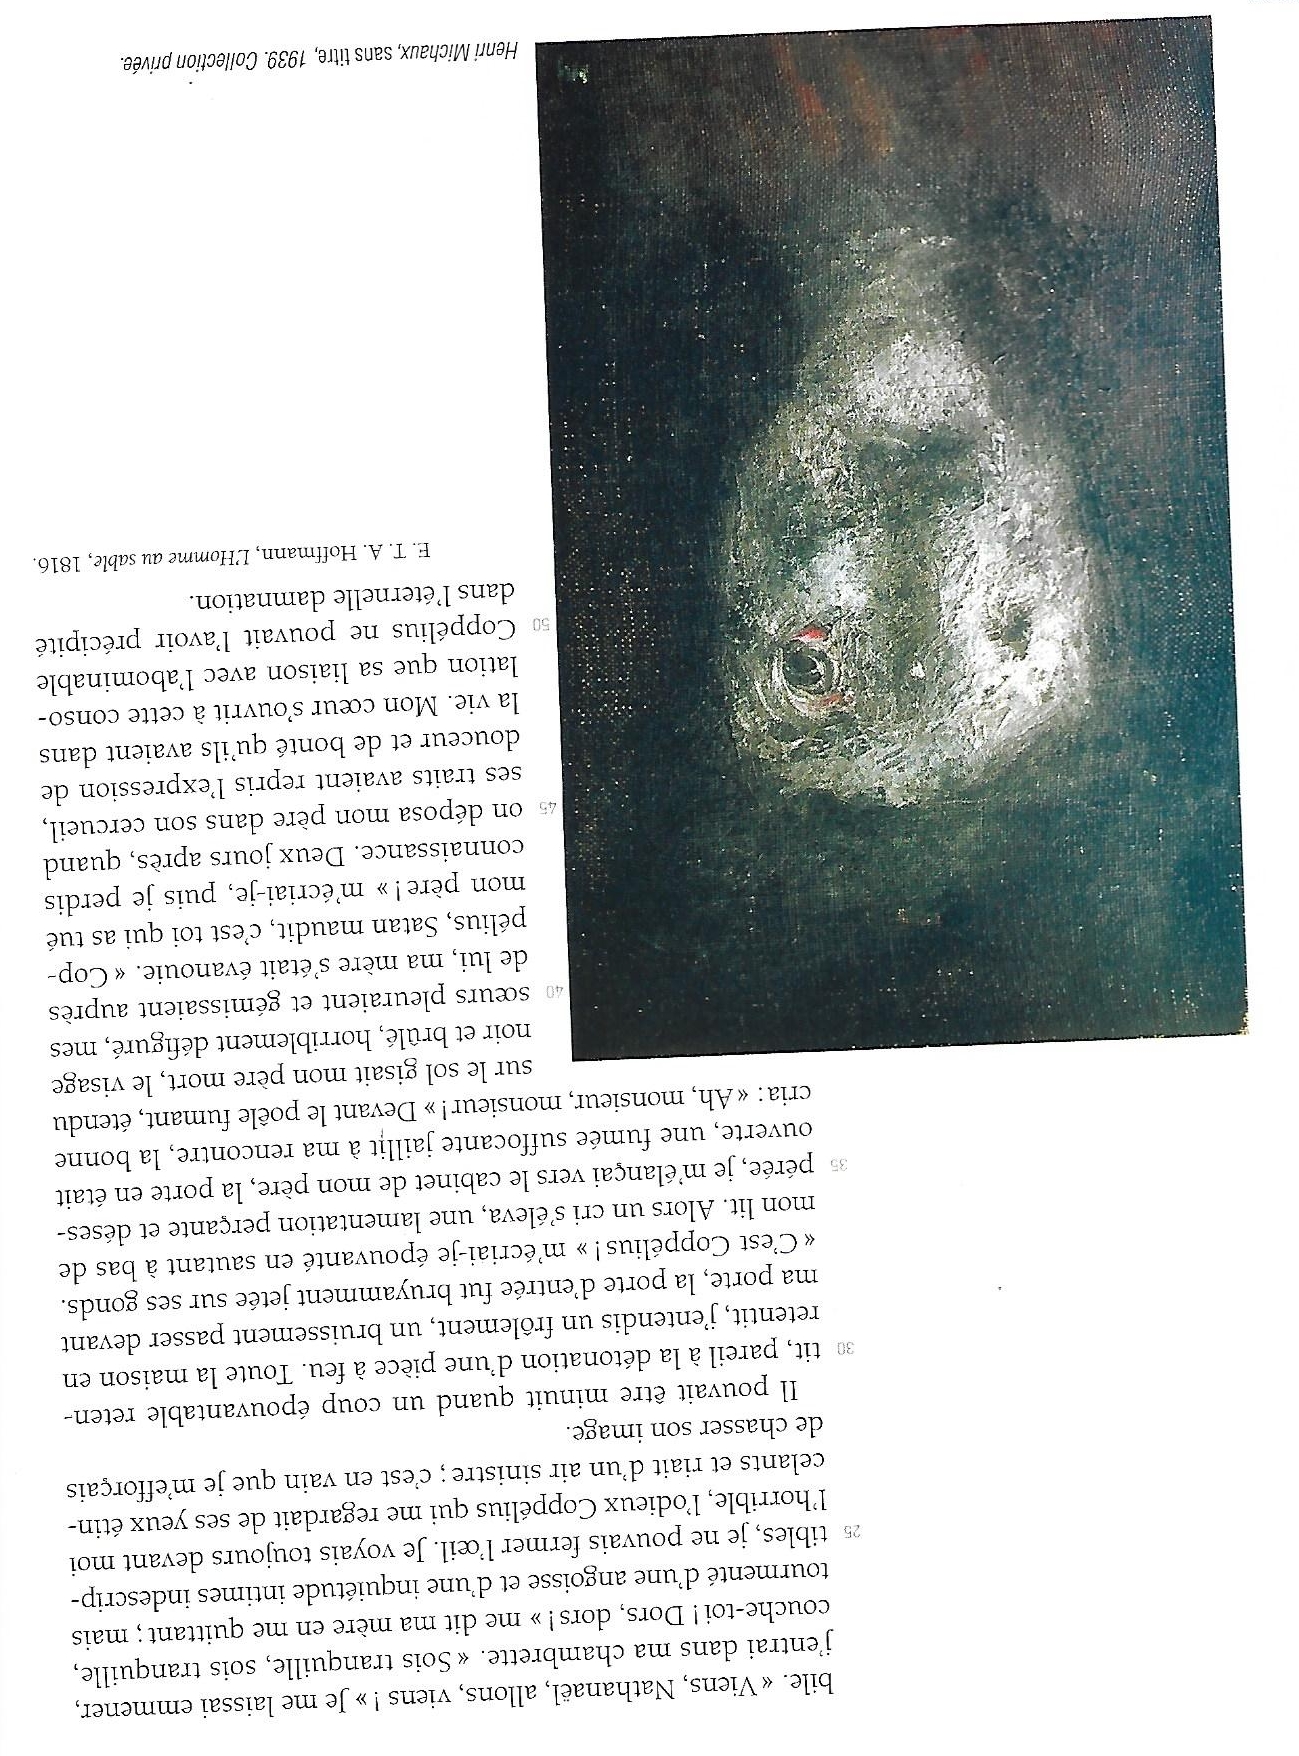 bile. « Viens, Nathanaël, allons, viens ! » Je me laissai emmener,
j'entrai dans ma chambrette. « Sois tranquille, sois tranquille,
couche-toi ! Dors, dors ! » me dit ma mère en me quittant ; mais
tourmenté d'une angoisse et d'une inquiétude intimes indescrip-
25 tibles, je ne pouvais fermer l'œil. Je voyais toujours devant moi
l'horrible, l'odieux Coppélius qui me regardait de ses yeux étin-
celants et riait d'un air sinistre ; c'est en vain que je m'efforçais
de chasser son image.
Il pouvait être minuit quand un coup épouvantable reten-
30 tit, pareil à la détonation d'une pièce à feu. Toute la maison en
retentit, j'entendis un frôlement, un bruissement passer devant
ma porte, la porte d'entrée fut bruyamment jetée sur ses gonds.
« C'est Coppélius ! » m'écriai-je épouvanté en sautant à bas de
mon lit. Alors un cri s'éleva, une lamentation perçante et déses-
35 pérée, je m'élançai vers le cabinet de mon père, la porte en était
ouverte, une fumée suffocante jaillit à ma rencontre, la bonne
cria : « Ah, monsieur, monsieur ! » Devant le poêle fumant, étendu
sur le sol gisait mon père mort, le visage
noir et brûlé, horriblement défiguré, mes
40 sœurs pleuraient et gémissaient auprès
de lui, ma mère s'était évanouie. « Cop-
pélius, Satan maudit, c'est toi qui as tué
mon père ! » m'écriai-je, puis je perdis
connaissance. Deux jours après, quand
45 on déposa mon père dans son cercueil,
ses traits avaient repris l'expression de
douceur et de bonté qu'ils avaient dans
la vie. Mon cœur s'ouvrit à cette conso-
lation que sa liaison avec l'abominable
50 Coppélius ne pouvait l'avoir précipité
dans l'éternelle damnation.
E. T. A. Hoffmann, L'Homme au sable, 1816.
Henri Michaux, sans titre, 1939. Collection privée.